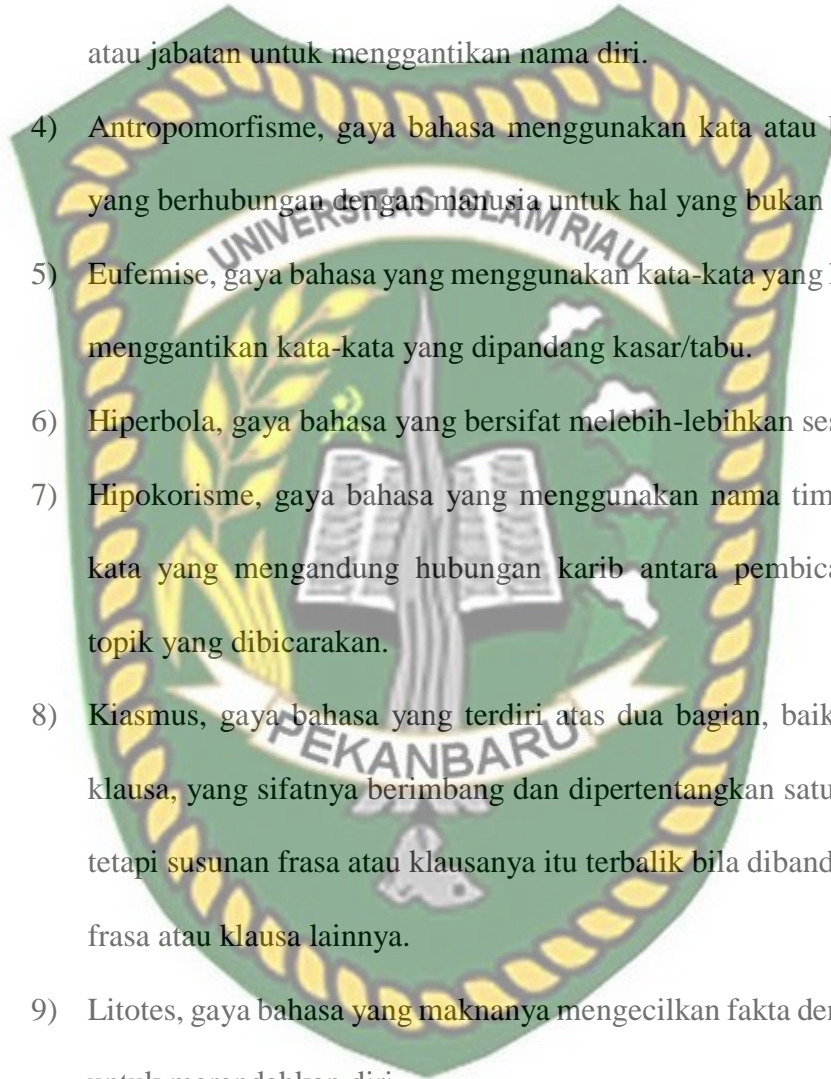 atau jabatan untuk menggantikan nama diri.
4) Antropomorfisme, gaya bahasa menggunakan kata atau
yang berhubungan dengan manusia untuk hal yang bukan
UNIVERSITAS ISLAM RIAU
5) Eufemise, gaya bahasa yang menggunakan kata-kata yang
menggantikan kata-kata yang dipandang kasar/tabu.
6) Hiperbola, gaya bahasa yang bersifat melebih-lebihkan
7) Hipokorisme, gaya bahasa yang menggunakan nama
kata yang mengandung hubungan karib antara
topik yang dibicarakan.
8) Kiasmus, gaya bahasa yang terdiri atas dua bagian, baik
PEKANBARU
klausa, yang sifatnya berimbang dan dipertentangkan satu
tetapi susunan frasa atau klausanya itu terbalik bila
frasa atau klausa lainnya.
9) Litotes, gaya bahasa yang maknanya mengecilkan fakta
untuk merendahkan diri